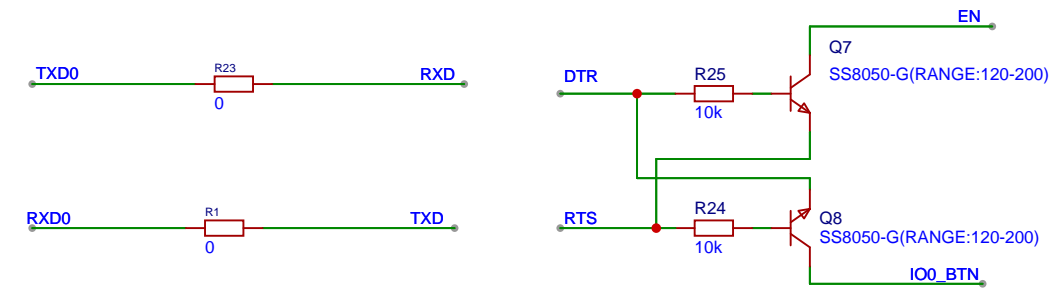 TXD0
R23
RXD
0
RXD0
R1
TXD
0
EN
Q7
SS8050-G(RANGE:120-200)
DTR
R25
10k
RTS
R24
10k
Q8
SS8050-G(RANGE:120-200)
IO0_BTN